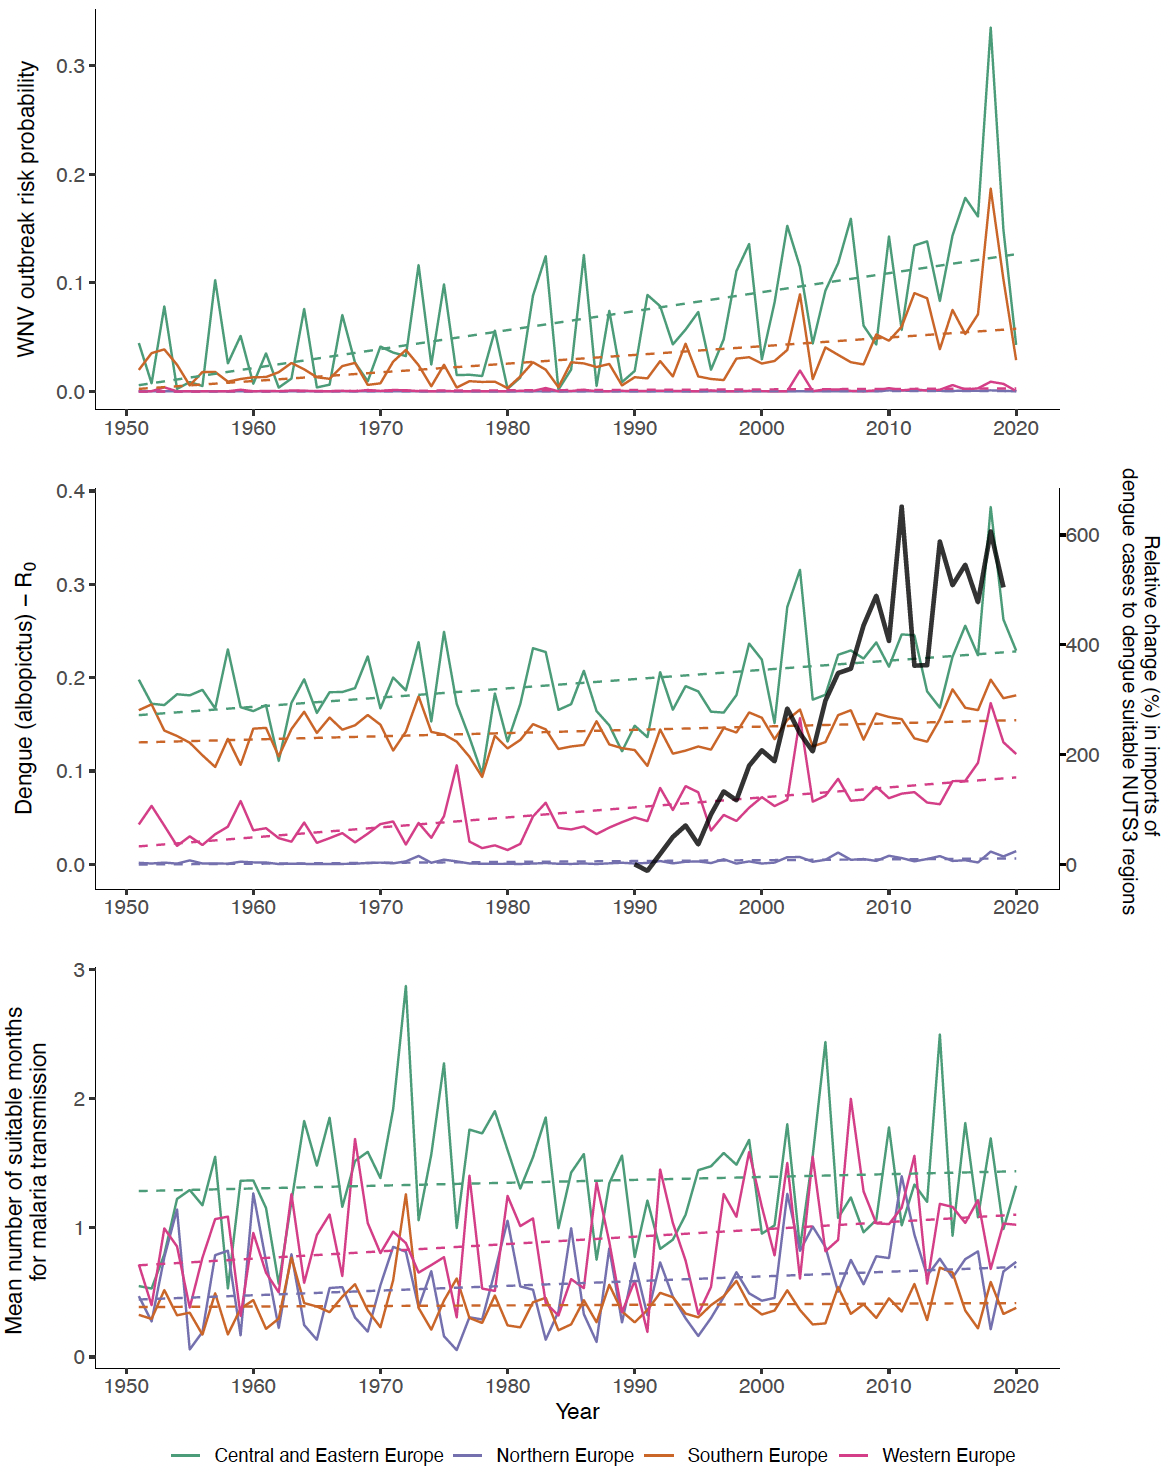 WNV outbreak risk probability
0.3
0.2
0.1
0.0
1950 1960 1970 1980 1990 2000 2010 2020
Dengue (albopictus) − R0
0.4
0.3
0.2
0.1
0.0
600
400
200
0
Relative change (%) in imports of
dengue cases to dengue suitable NUTS3 regions
1950 1960 1970 1980 1990 2000 2010 2020
Mean number of suitable months
for malaria transmission
3
2
1
0
1950 1960 1970 1980 1990 2000 2010 2020
Year
Central and Eastern Europe Northern Europe Southern Europe Western Europe